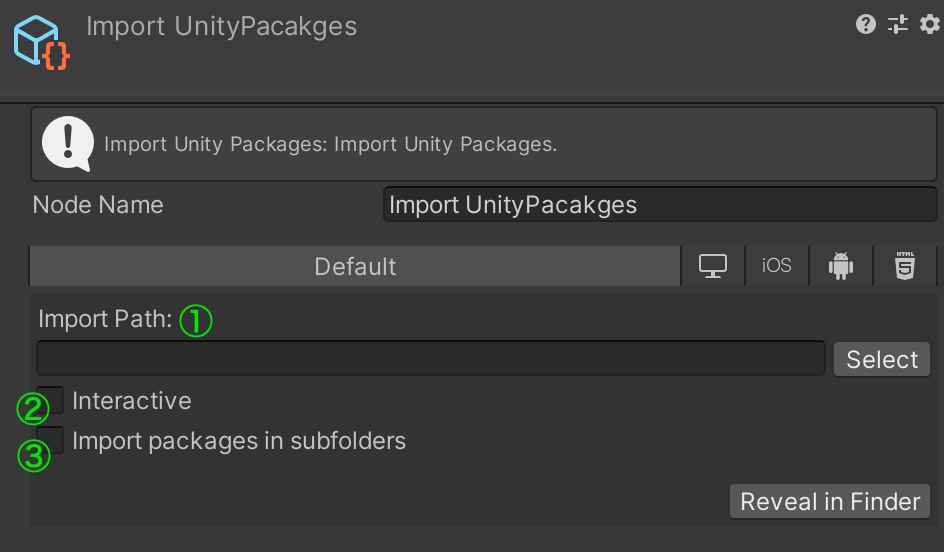 Import UnityPacakges
Import Unity Packages: Import Unity Packages.
Node Name Import UnityPacakges
Default iOS HTML 5
Import Path: ①
Select
② Interactive
③ Import packages in subfolders
Reveal in Finder